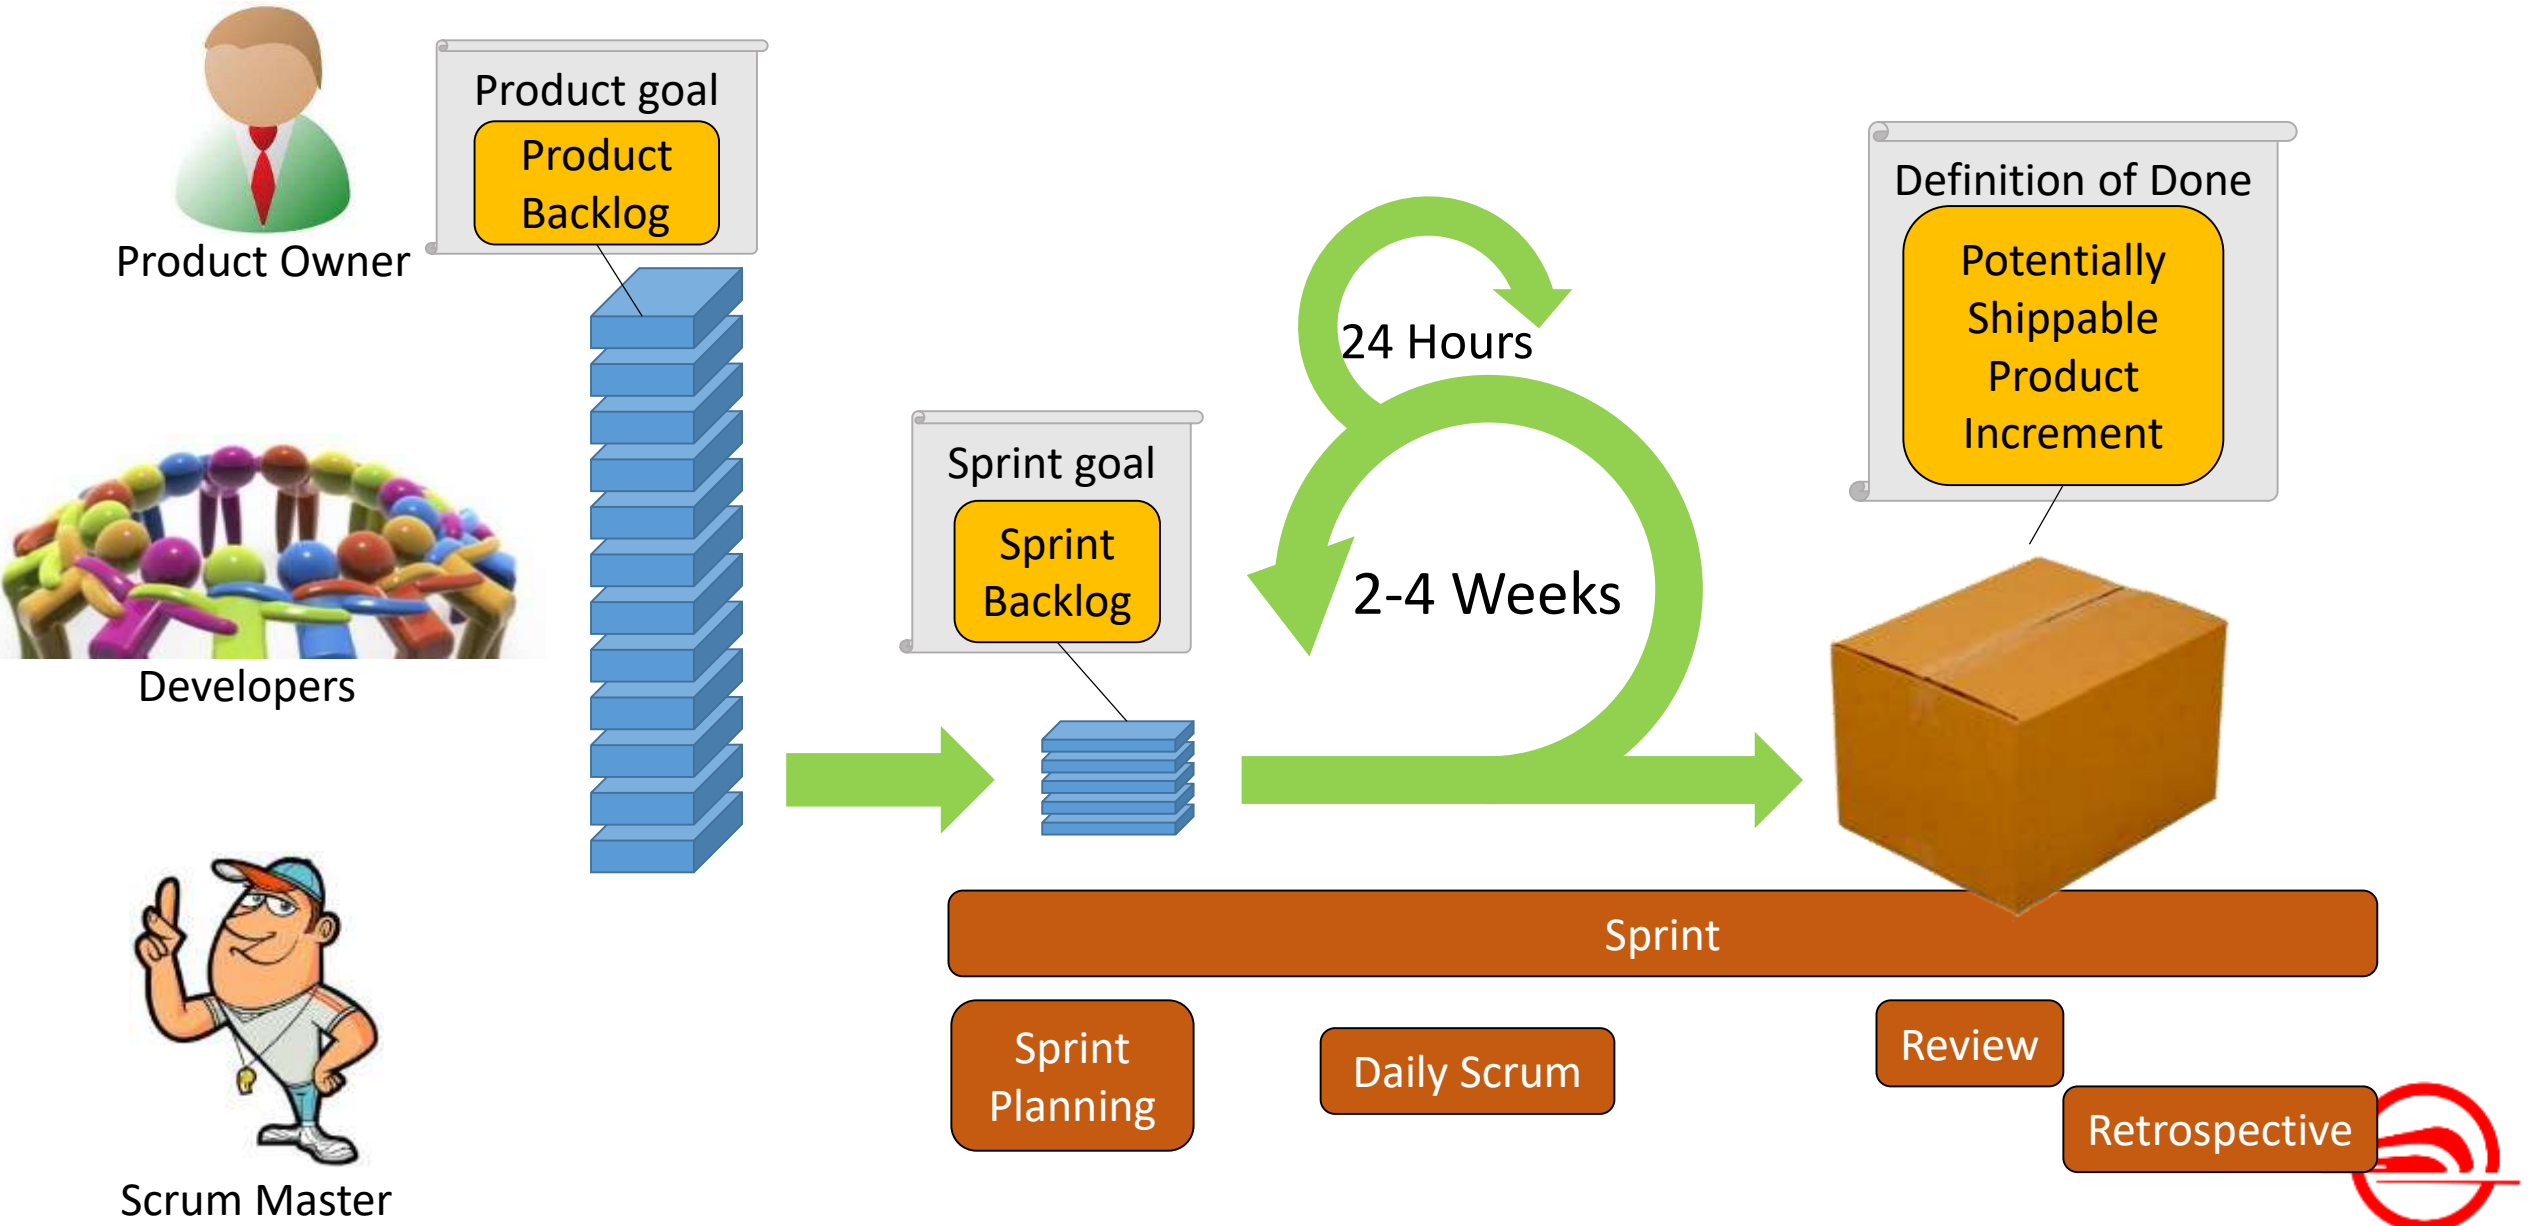 Product Owner
Product goal
Product
Backlog
Developers
Scrum Master
Sprint goal
Sprint
Backlog
24 Hours
2-4 Weeks
Definition of Done
Potentially
Shippable
Product
Increment
Sprint
Sprint
Planning
Daily Scrum
Review
Retrospective